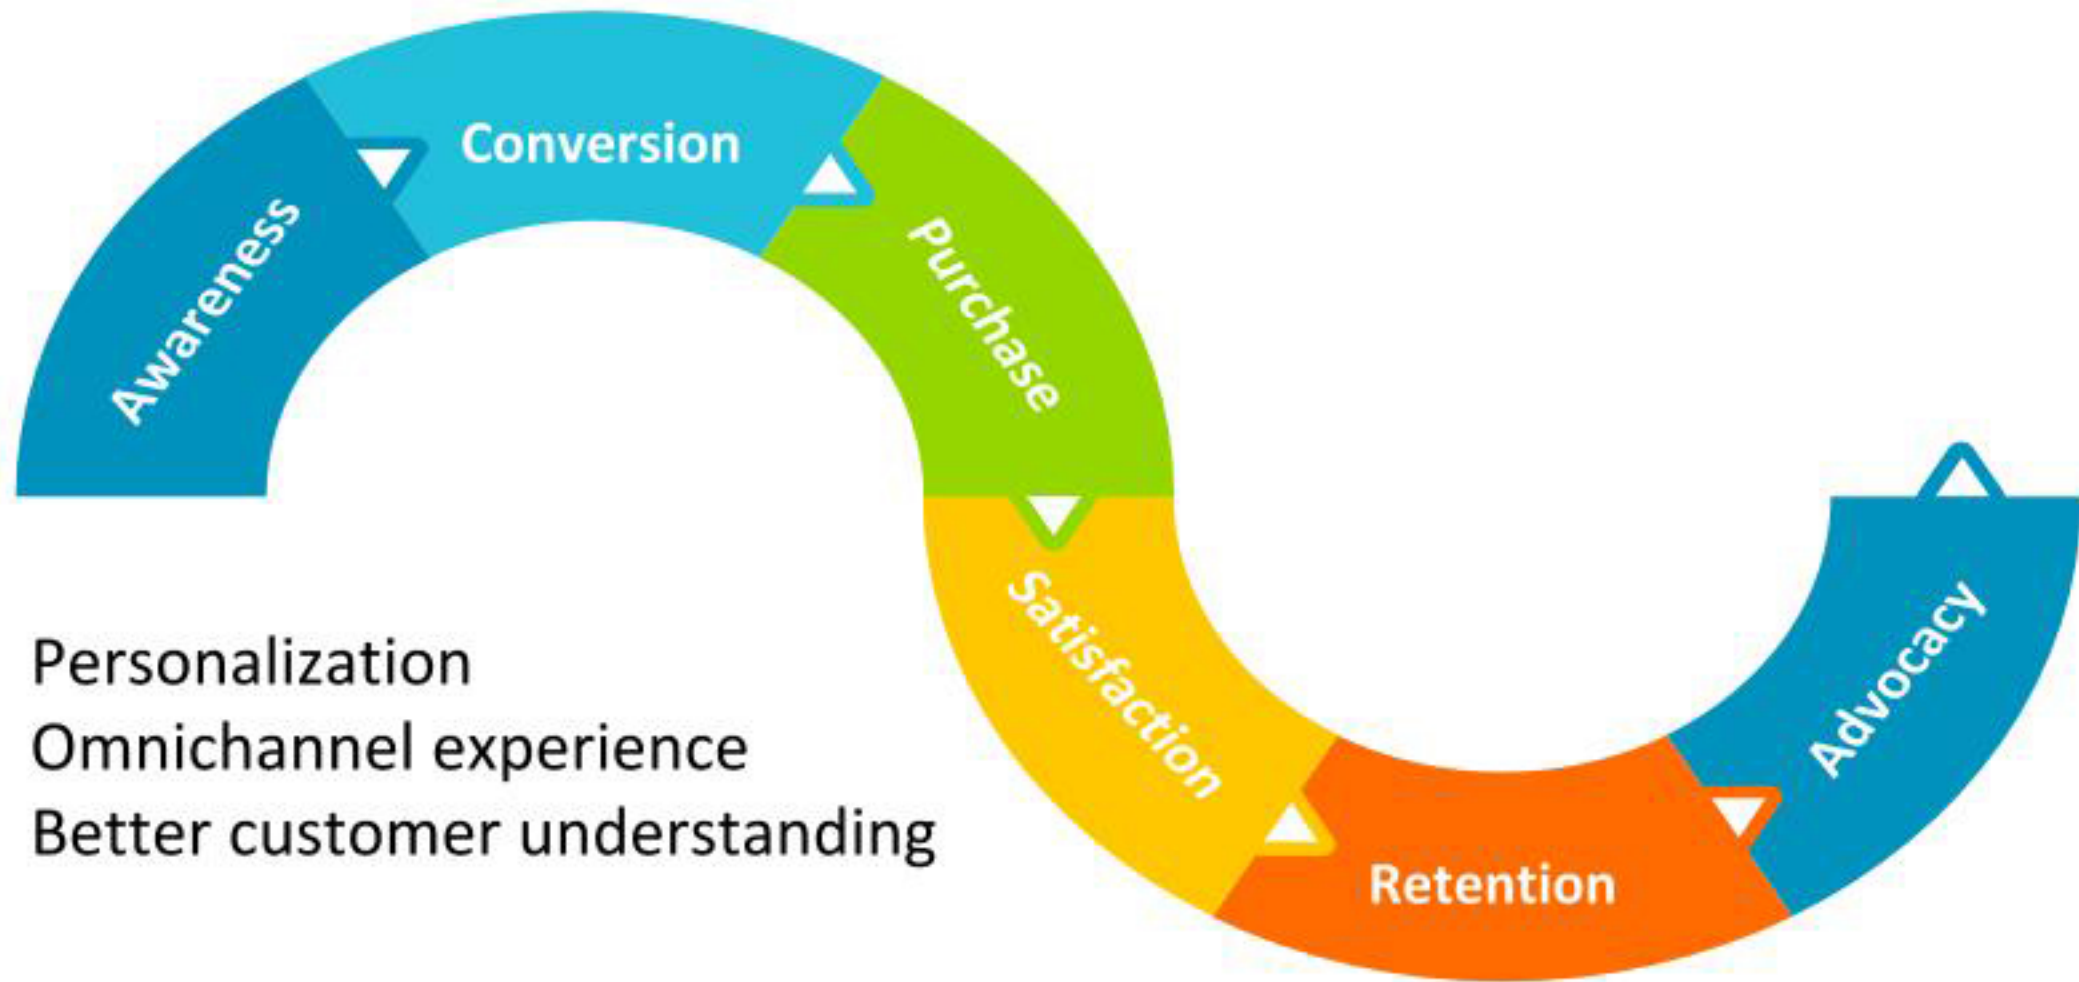 Awareness
Conversion
Purchase
Satisfaction
Retention
Advocacy
Personalization
Omnichannel experience
Better customer understanding